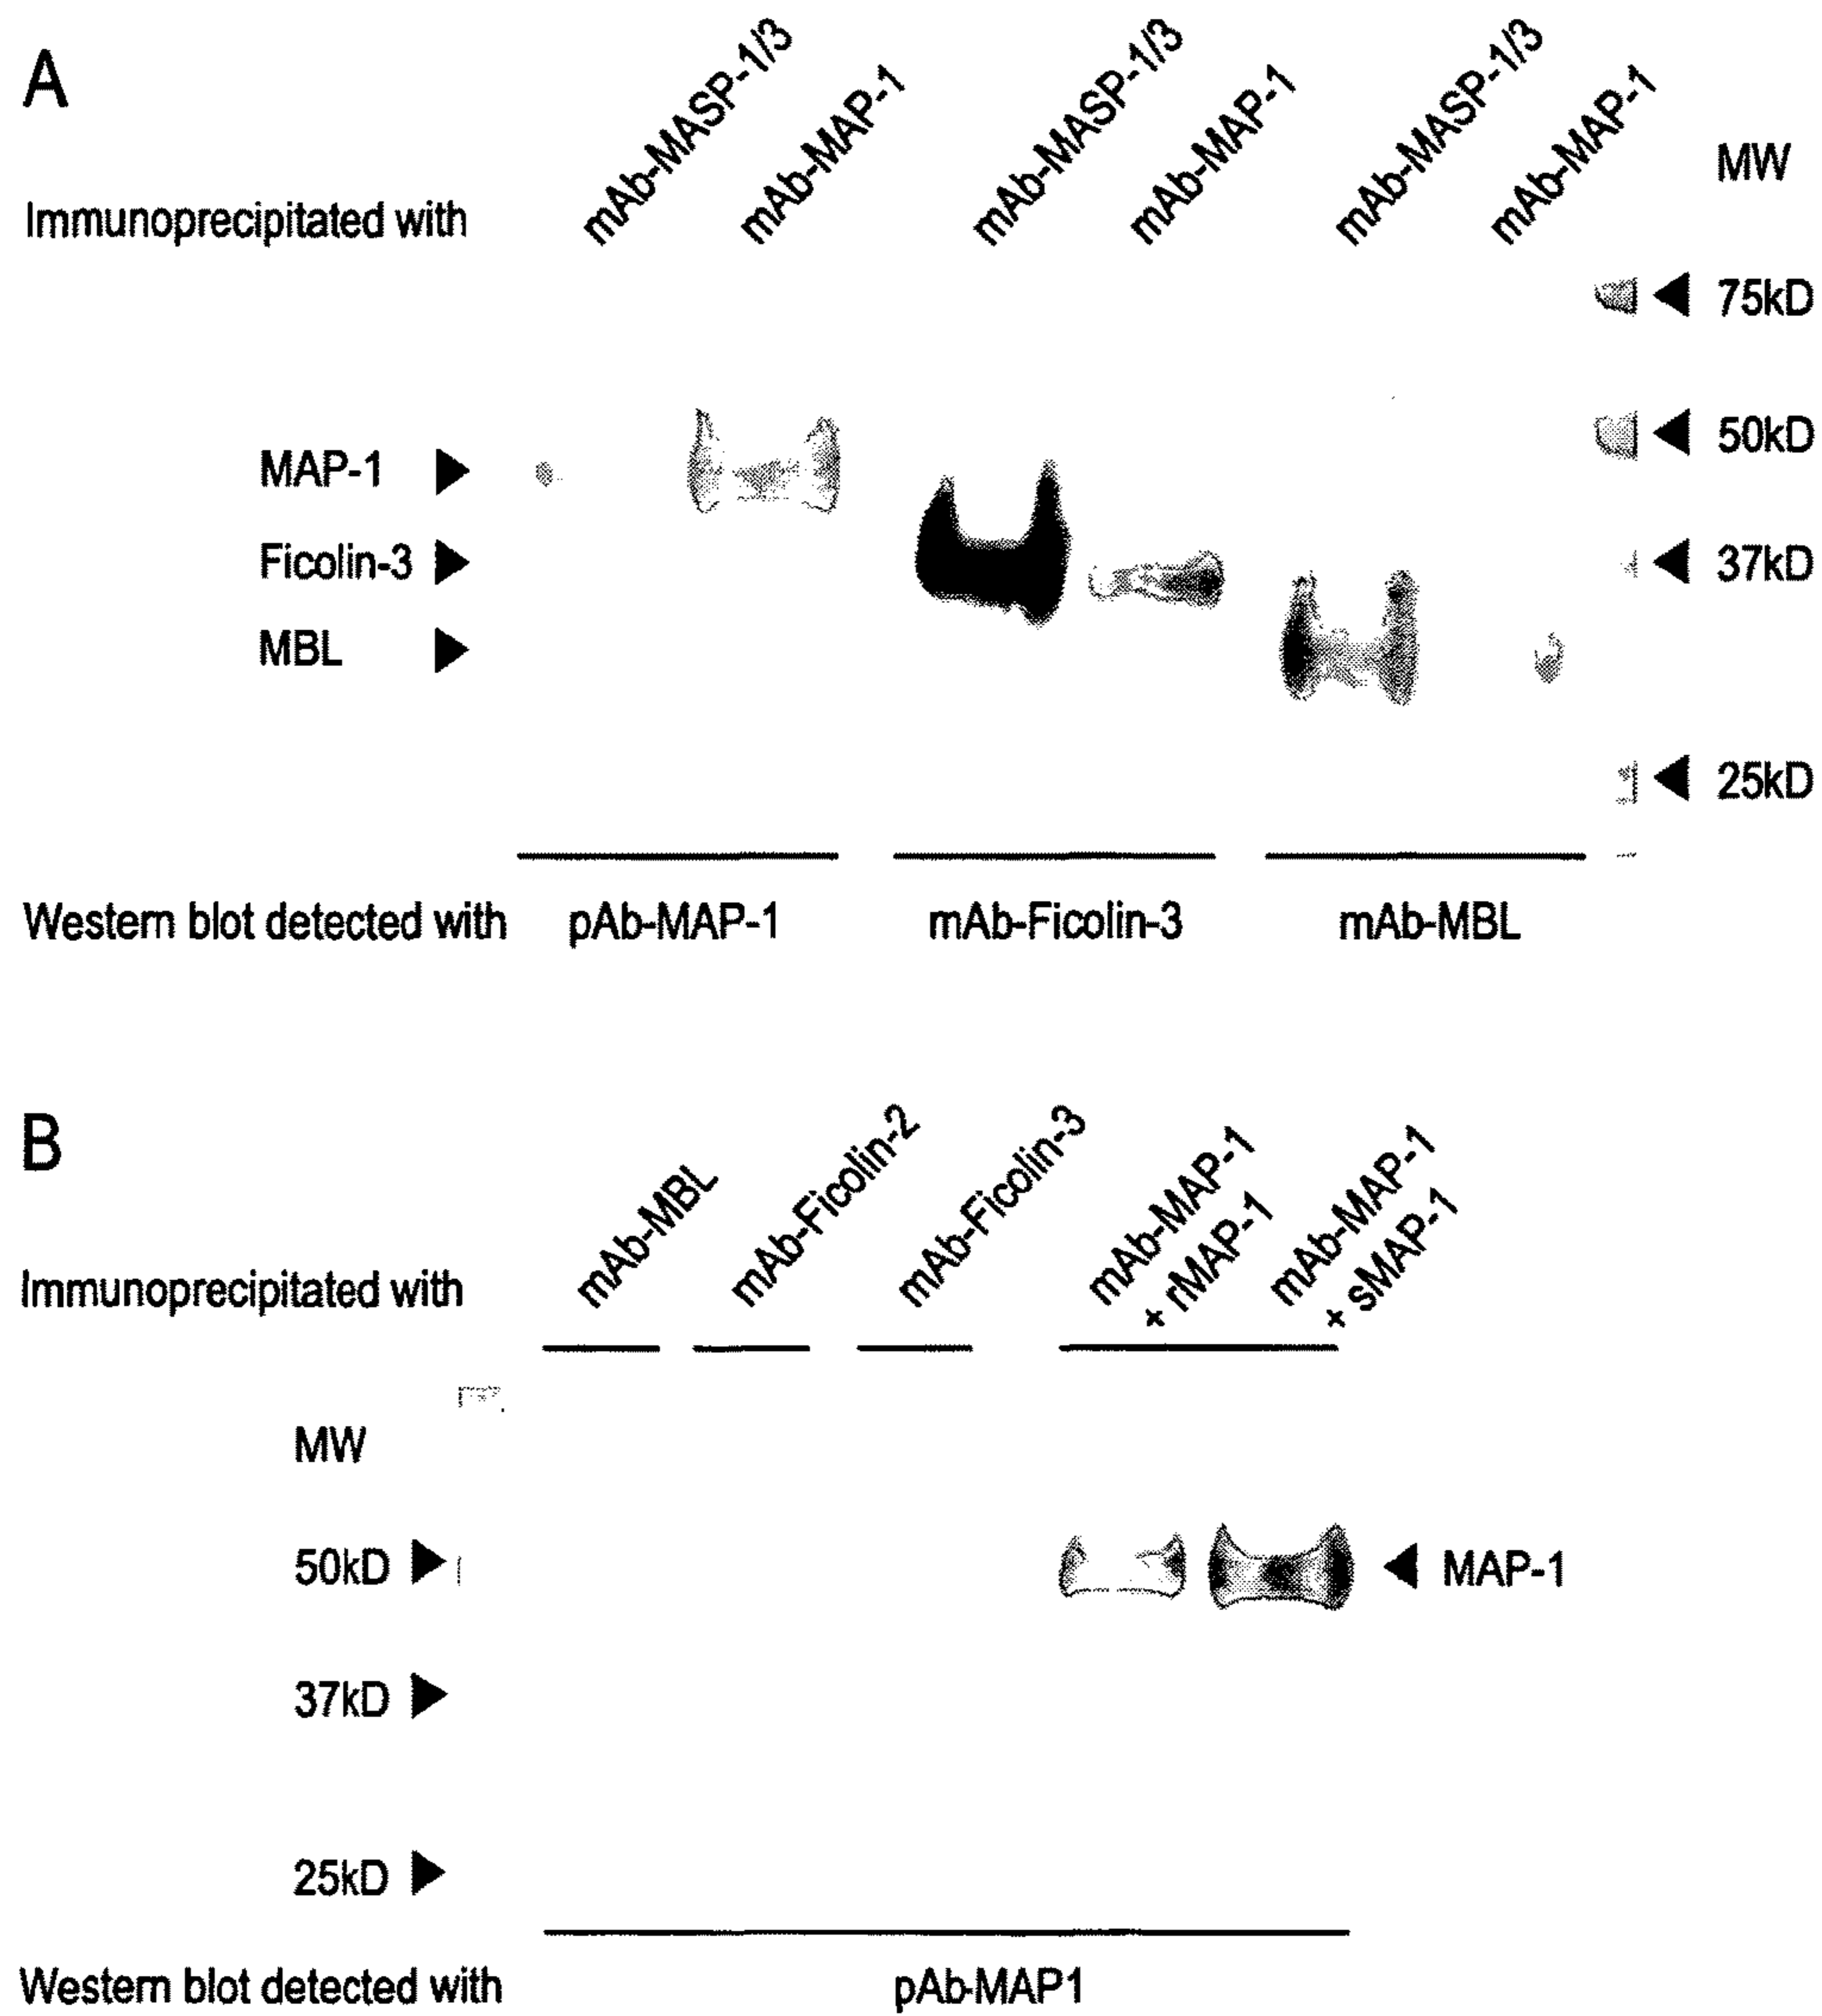 A
mAb-MASP-1/3
mAb-MAP-1
mAb-MASP-1/3
mAb-MAP-1
mAb-MASP-1/3
mAb-MAP-1
MW
Immunoprecipitated with
75kD
50kD
MAP-1
Ficolin-3
37kD
MBL
25kD
Western blot detected with pAb-MAP-1 mAb-Ficolin-3 mAb-MBL
B
mAb-MBL
mAb-Ficolin-2
mAb-Ficolin-3
mAb-MAP-1
+ rMAP-1
mAb-MAP-1
+ sMAP-1
Immunoprecipitated with
MW
50kD
MAP-1
37kD
25kD
Western blot detected with pAb-MAP1